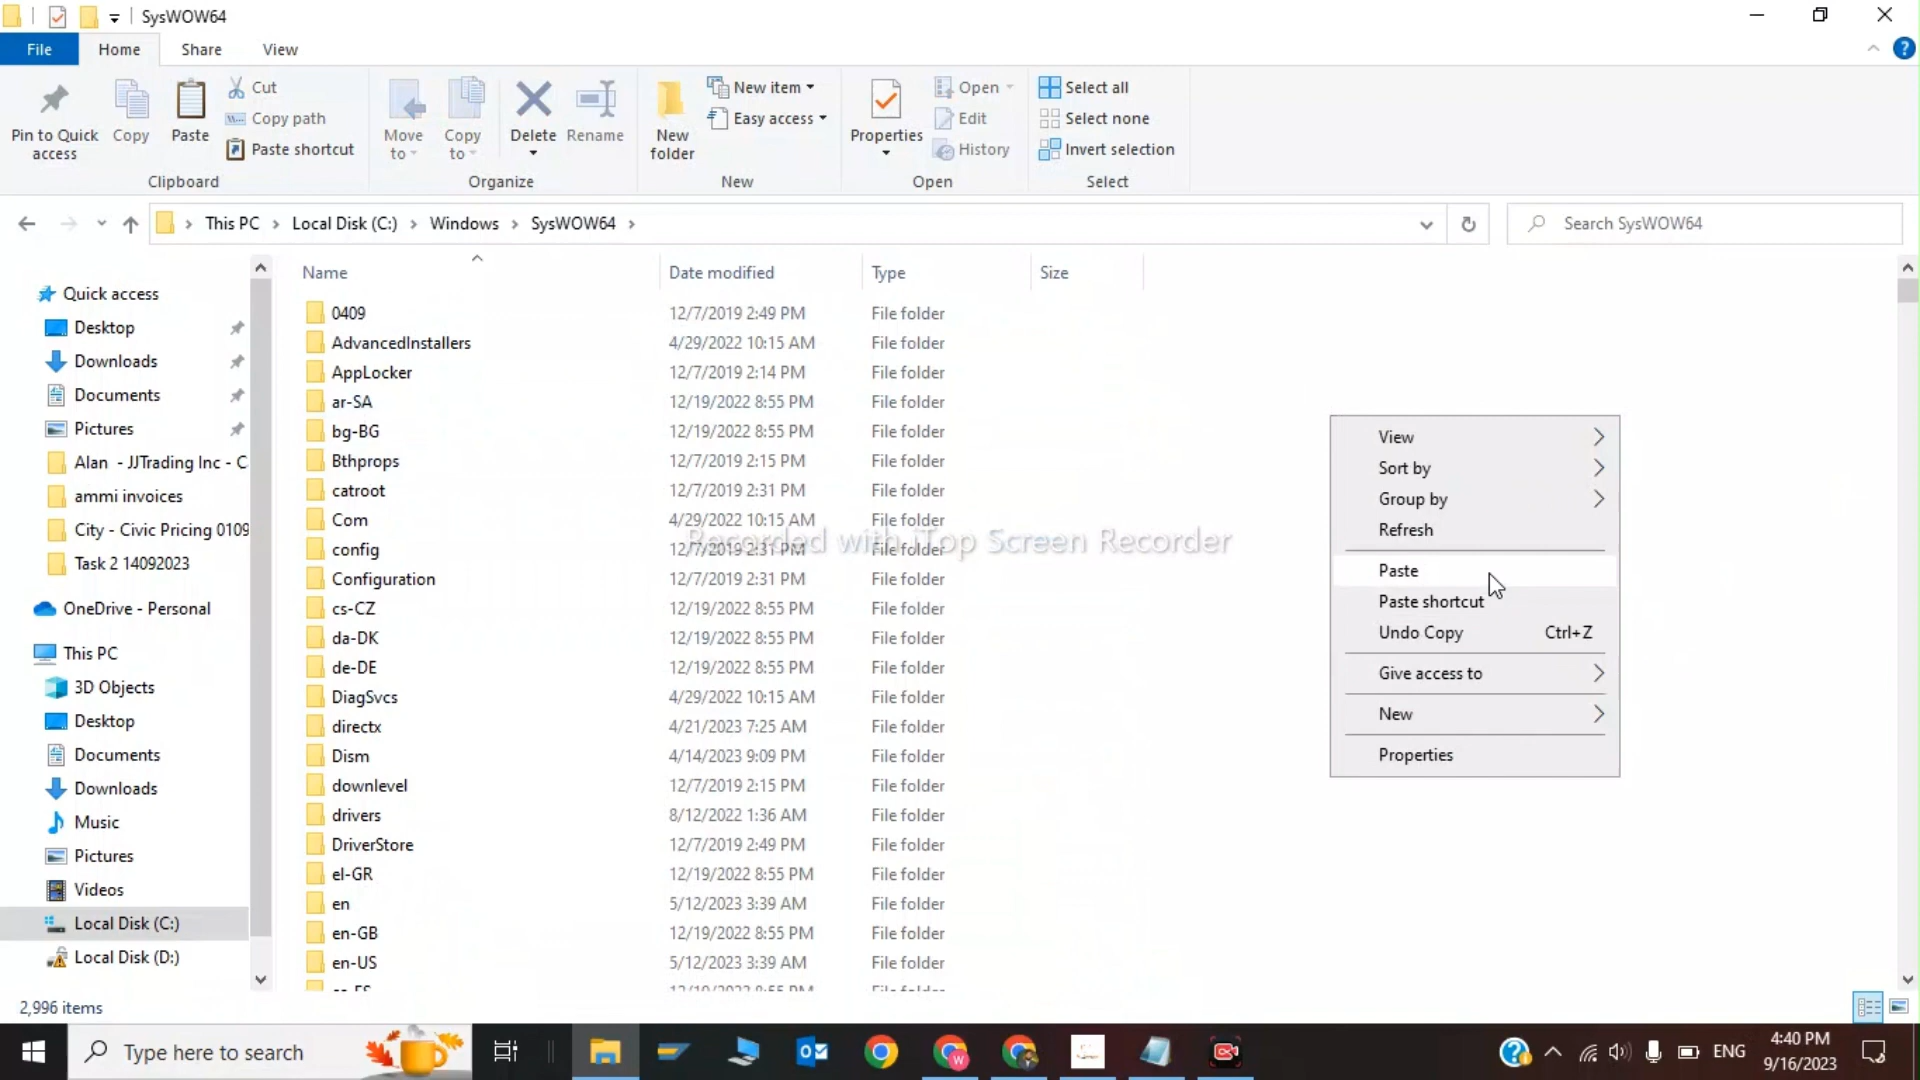 SysWOW64
File
Home
Share
View
Pin to Quick access
Copy
Paste
Cut
Copy path
Paste shortcut
Clipboard
Move to
Copy to
Delete
Rename
Organize
New folder
New item
Easy access
New
Properties
Open
Edit
History
Open
Select all
Select none
Invert selection
Select
This PC
Local Disk (C:)
Windows
SysWOW64
Search SysWOW64
Quick access
Desktop
Downloads
Documents
Pictures
Alan - JJTrading Inc - C
ammi invoices
City - Civic Pricing 0109
Task 2 14092023
OneDrive - Personal
This PC
3D Objects
Desktop
Documents
Downloads
Music
Pictures
Videos
Local Disk (C:)
Local Disk (D:)
Name Date modified Type Size
0409 12/7/2019 2:49 PM File folder
AdvancedInstallers 4/29/2022 10:15 AM File folder
AppLocker 12/7/2019 2:14 PM File folder
ar-SA 12/19/2022 8:55 PM File folder
bg-BG 12/19/2022 8:55 PM File folder
Bthprops 12/7/2019 2:15 PM File folder
catroot 12/7/2019 2:31 PM File folder
Com 4/29/2022 10:15 AM File folder
config 12/7/2019 2:31 PM File folder
Configuration 12/7/2019 2:31 PM File folder
cs-CZ 12/19/2022 8:55 PM File folder
da-DK 12/19/2022 8:55 PM File folder
de-DE 12/19/2022 8:55 PM File folder
DiagSvcs 4/29/2022 10:15 AM File folder
directx 4/21/2023 7:25 AM File folder
Dism 4/14/2023 9:09 PM File folder
downlevel 12/7/2019 2:15 PM File folder
drivers 8/12/2022 1:36 AM File folder
DriverStore 12/7/2019 2:49 PM File folder
el-GR 12/19/2022 8:55 PM File folder
en 5/12/2023 3:39 AM File folder
en-GB 12/19/2022 8:55 PM File folder
en-US 5/12/2023 3:39 AM File folder
Recorded with iTop Screen Recorder
View
Sort by
Group by
Refresh
Paste
Paste shortcut
Undo Copy Ctrl+Z
Give access to
New
Properties
2,996 items
Type here to search
ENG
4:40 PM
9/16/2023